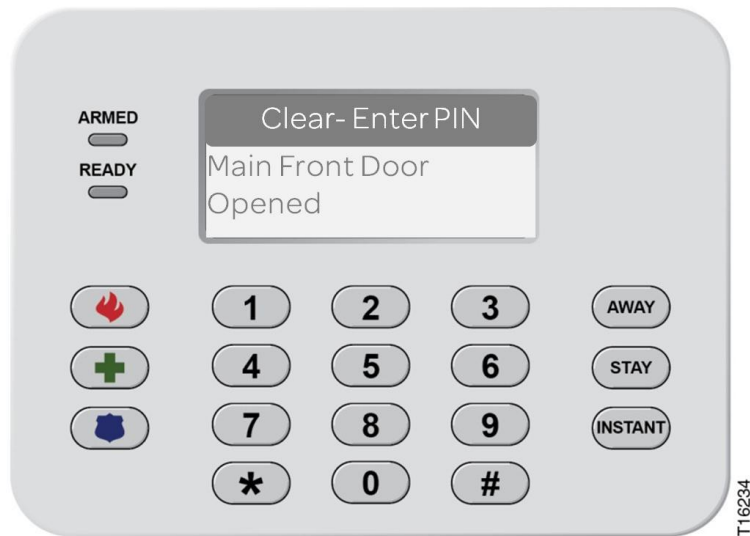 ARMED
READY
Clear- Enter PIN
Main Front Door
Opened
1 2 3 AWAY
4 5 6 STAY
7 8 9 INSTANT
* 0 #
T16234